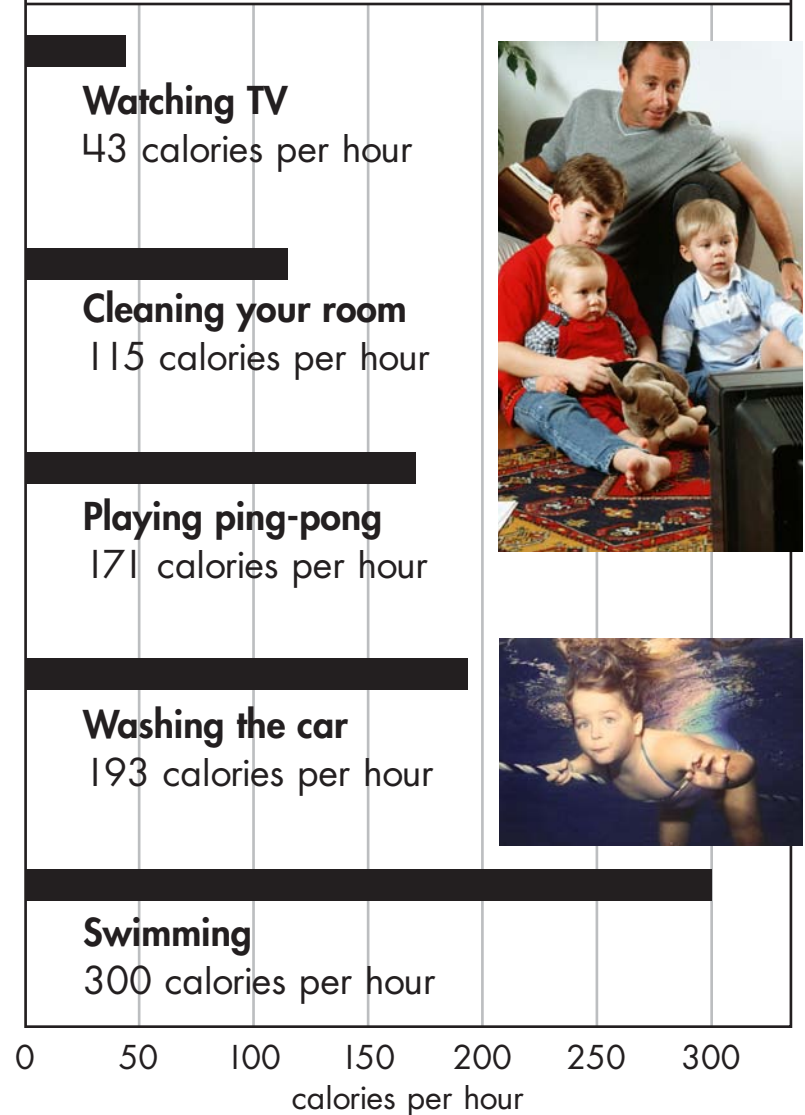 Watching TV
43 calories per hour
Cleaning your room
115 calories per hour
Playing ping-pong
171 calories per hour
Washing the car
193 calories per hour
Swimming
300 calories per hour
0 50 100 150 200 250 300
calories per hour